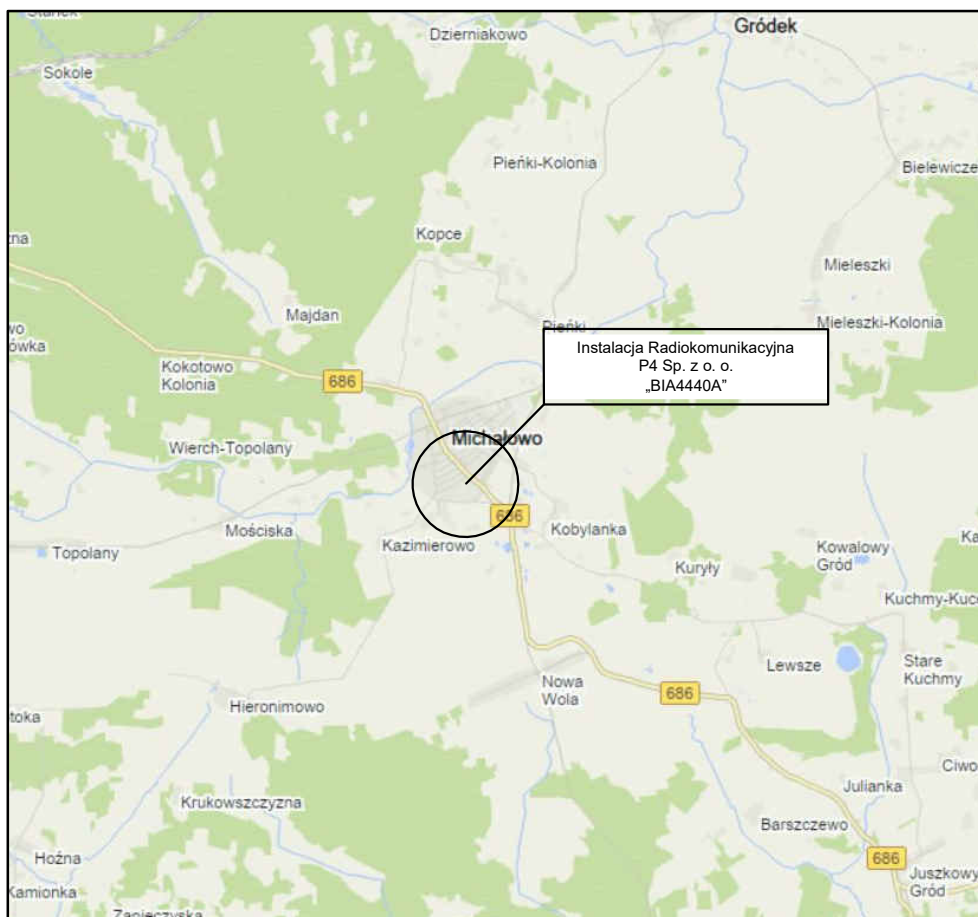 Gródek
Dzierniakowo
Sokole
Pieńki-Kolonia
Bielewicze
Kopce
Mieleszki
Majdan
Pieńki
Mieleszki-Kolonia
Instalacja Radiokomunikacyjna
P4 Sp. z o. o.
„BIA4440A”
Kokotowo
Kolonia
686
Michałowo
Wierch-Topolany
686
Mościska
Kobylanka
Topolany
Kazimierowo
Kowalowy
Gród
Kuryły
Lewsze
Stare
Kuchmy
Nowa
Wola
686
Hieronimowo
Julianka
Krukowszczyzna
Barszczewo
686
Hoźna
Juszkowy
Gród
Kamionka